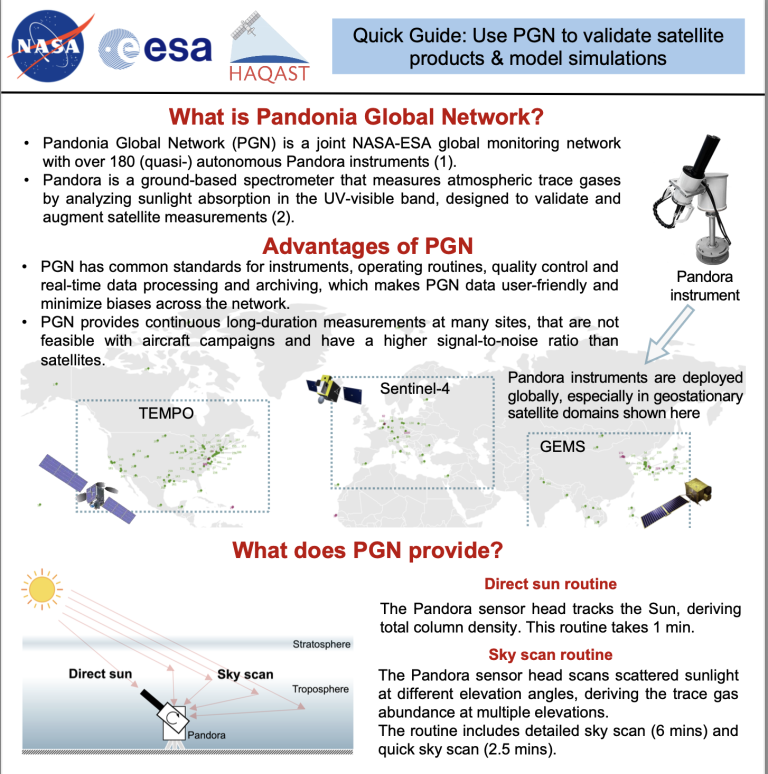 NASA
esa
HAQAST
Quick Guide: Use PGN to validate satellite
products & model simulations
What is Pandonia Global Network?
• Pandonia Global Network (PGN) is a joint NASA-ESA global monitoring network
with over 180 (quasi-) autonomous Pandora instruments (1).
• Pandora is a ground-based spectrometer that measures atmospheric trace gases
by analyzing sunlight absorption in the UV-visible band, designed to validate and
augment satellite measurements (2).
Pandora
instrument
Advantages of PGN
• PGN has common standards for instruments, operating routines, quality control and
real-time data processing and archiving, which makes PGN data user-friendly and
minimize biases across the network.
• PGN provides continuous long-duration measurements at many sites, that are not
feasible with aircraft campaigns and have a higher signal-to-noise ratio than
satellites.
Pandora instruments are deployed
globally, especially in geostationary
satellite domains shown here
TEMPO
Sentinel-4
GEMS
What does PGN provide?
Stratosphere
Direct sun
Sky scan
Troposphere
Pandora
Direct sun routine
The Pandora sensor head tracks the Sun, deriving
total column density. This routine takes 1 min.
Sky scan routine
The Pandora sensor head scans scattered sunlight
at different elevation angles, deriving the trace gas
abundance at multiple elevations.
The routine includes detailed sky scan (6 mins) and
quick sky scan (2.5 mins).